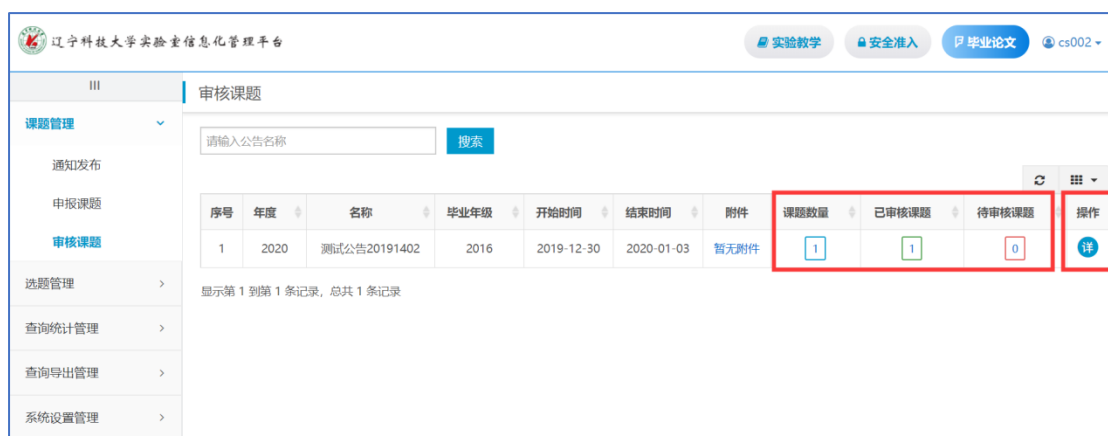 辽宁科技大学实验室信息化管理平台 实验教学 安全准入 毕业论文 cs002
审核课题
课题管理
请输入公告名称 搜索
通知发布
申报课题
序号 年度 名称 毕业年级 开始时间 结束时间 附件 课题数量 已审核课题 待审核课题 操作
审核课题
1 2020 测试公告20191402 2016 2019-12-30 2020-01-03 暂无附件 1 1 0 详
选题管理
显示第 1 到第 1 条记录，总共 1 条记录
查询统计管理
查询导出管理
系统设置管理